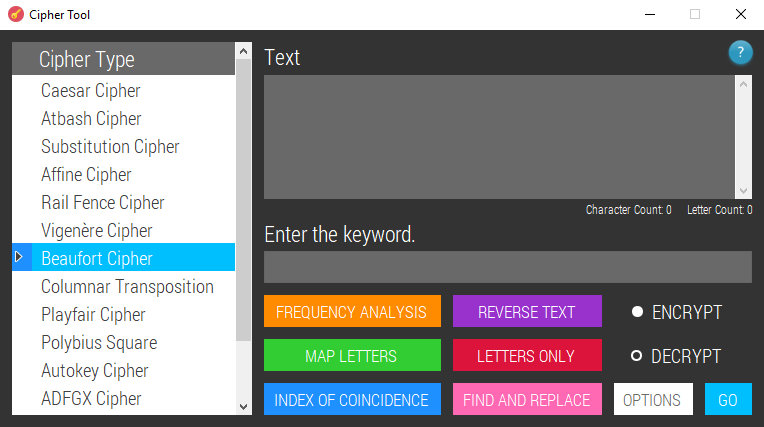 Cipher Tool
Cipher Type
Caesar Cipher
Atbash Cipher
Substitution Cipher
Affine Cipher
Rail Fence Cipher
Vigenère Cipher
Beaufort Cipher
Columnar Transposition
Playfair Cipher
Polybius Square
Autokey Cipher
ADFGX Cipher
Text
?
Character Count: 0 Letter Count: 0
Enter the keyword.
FREQUENCY ANALYSIS REVERSE TEXT ENCRYPT
MAP LETTERS LETTERS ONLY DECRYPT
INDEX OF COINCIDENCE FIND AND REPLACE OPTIONS GO